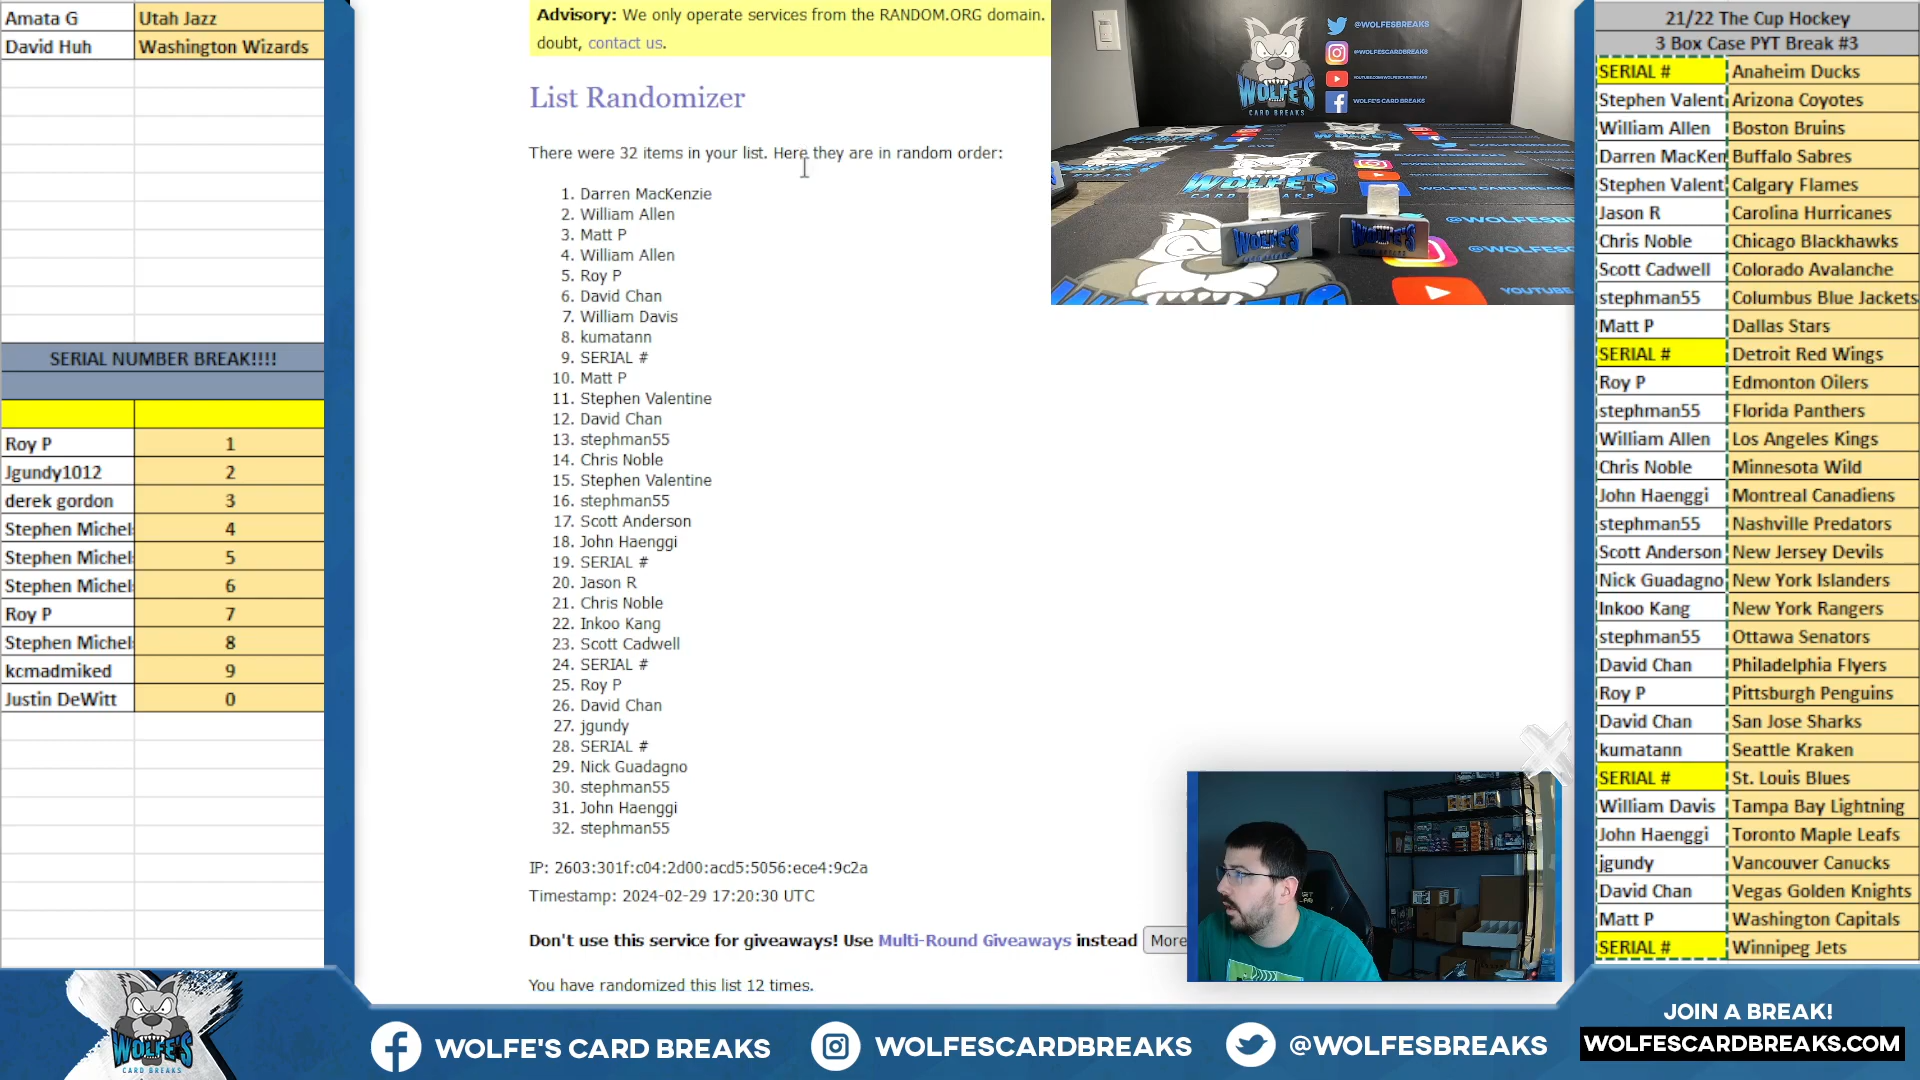 Amata G Utah Jazz
David Huh Washington Wizards
SERIAL NUMBER BREAK!!!!
Roy P 1
Jgundy1012 2
derek gordon 3
Stephen Michel 4
Stephen Michel 5
Stephen Michel 6
Roy P 7
Stephen Michel 8
kcmadmiked 9
Justin DeWitt 0
Advisory: We only operate services from the RANDOM.ORG domain.
doubt, contact us.
List Randomizer
There were 32 items in your list. Here they are in random order:
1. Darren MacKenzie
2. William Allen
3. Matt P
4. William Allen
5. Roy P
6. David Chan
7. William Davis
8. kumatann
9. SERIAL #
10. Matt P
11. Stephen Valentine
12. David Chan
13. stephman55
14. Chris Noble
15. Stephen Valentine
16. stephman55
17. Scott Anderson
18. John Haenggi
19. SERIAL #
20. Jason R
21. Chris Noble
22. Inkoo Kang
23. Scott Cadwell
24. SERIAL #
25. Roy P
26. David Chan
27. jgundy
28. SERIAL #
29. Nick Guadagno
30. stephman55
31. John Haenggi
32. stephman55
IP: 2603:301f:c04:2d00:acd5:5056:ece4:9c2a
Timestamp: 2024-02-29 17:20:30 UTC
Don't use this service for giveaways! Use Multi-Round Giveaways instead More
You have randomized this list 12 times.
WOLFE'S
CARD BREAKS
@WOLFESBREAKS
@WOLFESCARDBREAKS
YOUTUBE.COM/WOLFESCARDBREAKS
WOLFE'S CARD BREAKS
21/22 The Cup Hockey
3 Box Case PYT Break #3
SERIAL # Anaheim Ducks
Stephen Valent Arizona Coyotes
William Allen Boston Bruins
Darren MacKen Buffalo Sabres
Stephen Valent Calgary Flames
Jason R Carolina Hurricanes
Chris Noble Chicago Blackhawks
Scott Cadwell Colorado Avalanche
stephman55 Columbus Blue Jackets
Matt P Dallas Stars
SERIAL # Detroit Red Wings
Roy P Edmonton Oilers
stephman55 Florida Panthers
William Allen Los Angeles Kings
Chris Noble Minnesota Wild
John Haenggi Montreal Canadiens
stephman55 Nashville Predators
Scott Anderson New Jersey Devils
Nick Guadagno New York Islanders
Inkoo Kang New York Rangers
stephman55 Ottawa Senators
David Chan Philadelphia Flyers
Roy P Pittsburgh Penguins
David Chan San Jose Sharks
kumatann Seattle Kraken
SERIAL # St. Louis Blues
William Davis Tampa Bay Lightning
John Haenggi Toronto Maple Leafs
jgundy Vancouver Canucks
David Chan Vegas Golden Knights
Matt P Washington Capitals
SERIAL # Winnipeg Jets
WOLFE'S
CARD BREAKS
WOLFE'S CARD BREAKS
WOLFESCARDBREAKS
@WOLFESBREAKS
JOIN A BREAK!
WOLFESCARDBREAKS.COM